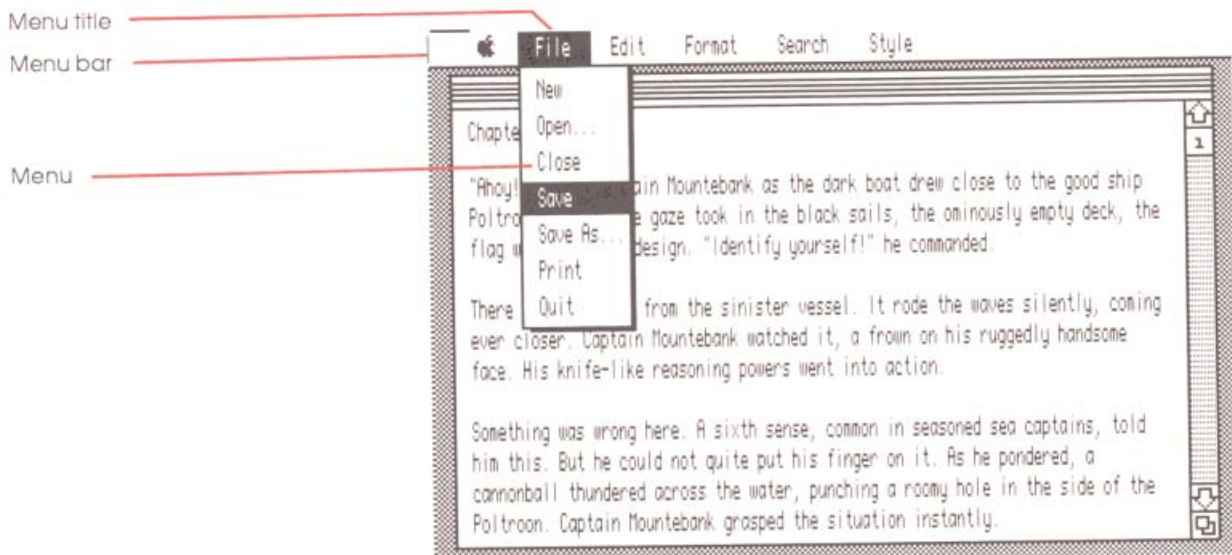 Menu title
Menu bar
Menu
File Edit Format Search Style
New
Open...
Close
Save
Save As...
Print
Quit
Chapte
1
"Ahoy! ain Mountebank as the dark boat drew close to the good ship
Poltroo e gaze took in the black sails, the ominously empty deck, the
flag w design. "Identify yourself!" he commanded.
There from the sinister vessel. It rode the waves silently, coming
ever closer. Captain Mountebank watched it, a frown on his ruggedly handsome
face. His knife-like reasoning powers went into action.
Something was wrong here. A sixth sense, common in seasoned sea captains, told
him this. But he could not quite put his finger on it. As he pondered, a
cannonball thundered across the water, punching a roomy hole in the side of the
Poltroon. Captain Mountebank grasped the situation instantly.